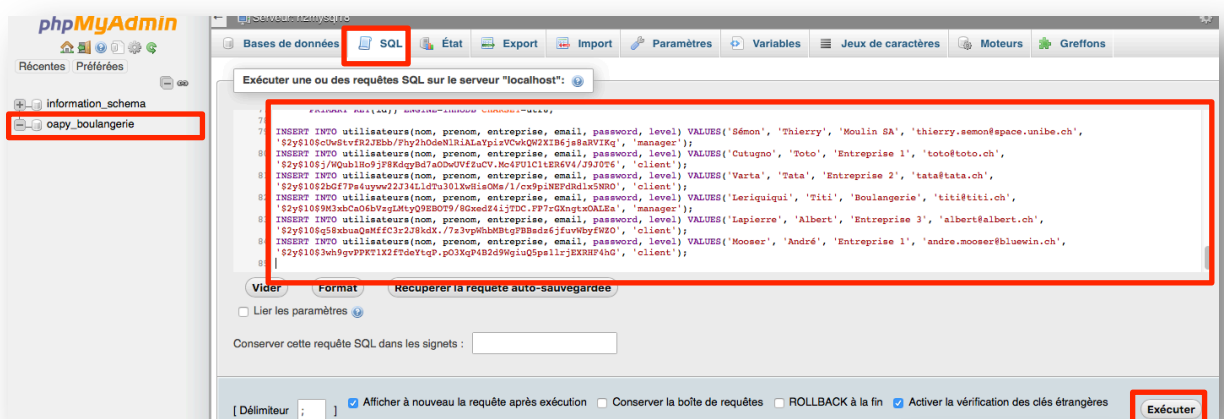 phpMyAdmin
Récentes Préférées
information_schema
oapy_boulangerie
Bases de données SQL État Export Import Paramètres Variables Jeux de caractères Moteurs Greffons
Exécuter une ou des requêtes SQL sur le serveur "localhost":
79 INSERT INTO utilisateurs(nom, prenom, entreprise, email, password, level) VALUES('Sémon', 'Thierry', 'Moulin SA', 'thierry.semon@space.unibe.ch',
'manager');
INSERT INTO utilisateurs(nom, prenom, entreprise, email, password, level) VALUES('Cutugno', 'Toto', 'Entreprise 1', 'toto@toto.ch',
'client');
INSERT INTO utilisateurs(nom, prenom, entreprise, email, password, level) VALUES('Varta', 'Tata', 'Entreprise 2', 'tata@tata.ch',
'client');
INSERT INTO utilisateurs(nom, prenom, entreprise, email, password, level) VALUES('Leriquiqui', 'Titi', 'Boulangerie', 'titi@titi.ch',
'manager');
INSERT INTO utilisateurs(nom, prenom, entreprise, email, password, level) VALUES('Lapierre', 'Albert', 'Entreprise 3', 'albert@albert.ch',
'client');
INSERT INTO utilisateurs(nom, prenom, entreprise, email, password, level) VALUES('Mooser', 'André', 'Entreprise 1', 'andre.mooser@bluewin.ch',
'client');
Vider Format Récupérer la requête auto-sauvegardée
Lier les paramètres
Conserver cette requête SQL dans les signets :
[ Délimiteur ; ] Afficher à nouveau la requête après exécution Conserver la boîte de requêtes ROLLBACK à la fin Activer la vérification des clés étrangères Exécuter